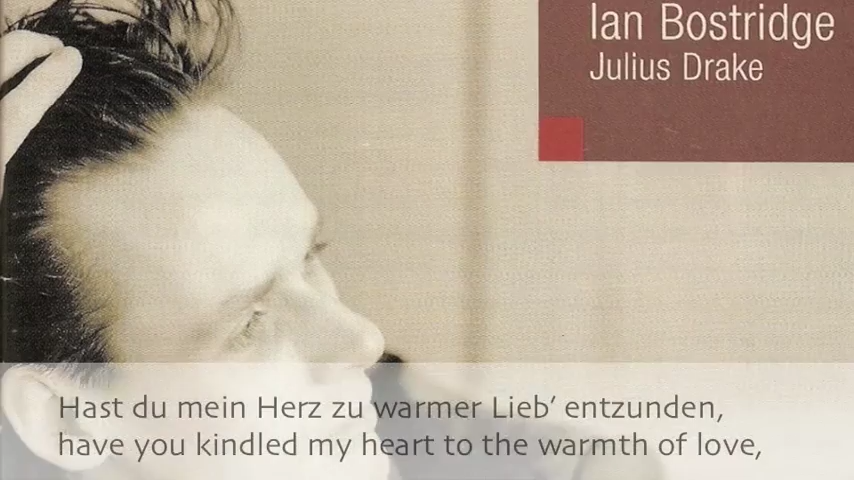 Ian Bostridge
Julius Drake
Hast du mein Herz zu warmer Lieb’ entzunden,
have you kindled my heart to the warmth of love,